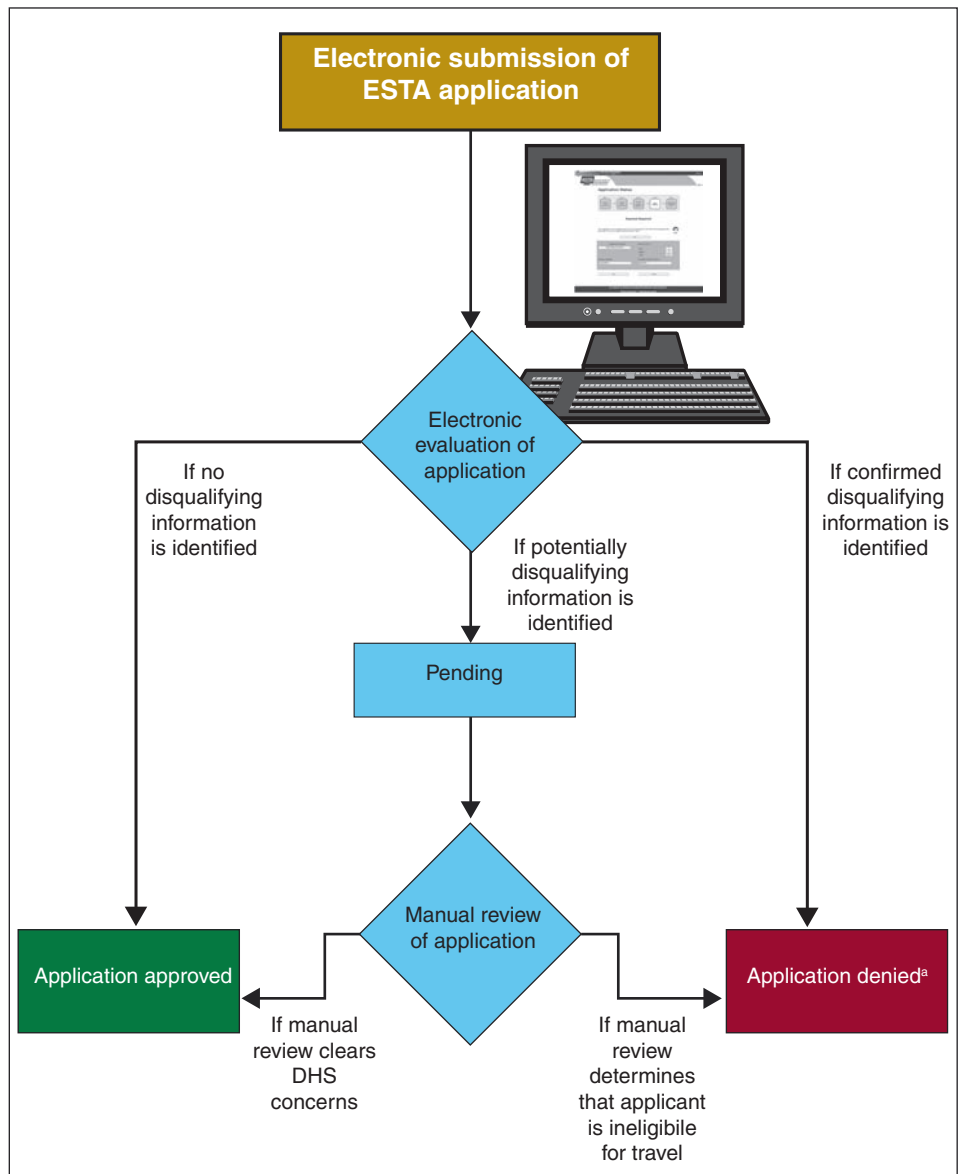 Electronic submission of
ESTA application
Electronic
evaluation of
application
If no
disqualifying
information
is identified
If potentially
disqualifying
information is
identified
If confirmed
disqualifying
information is
identified
Pending
Manual review
of application
Application approved
Application deniedᵃ
If manual
review clears
DHS
concerns
If manual
review
determines
that applicant
is ineligibile
for travel